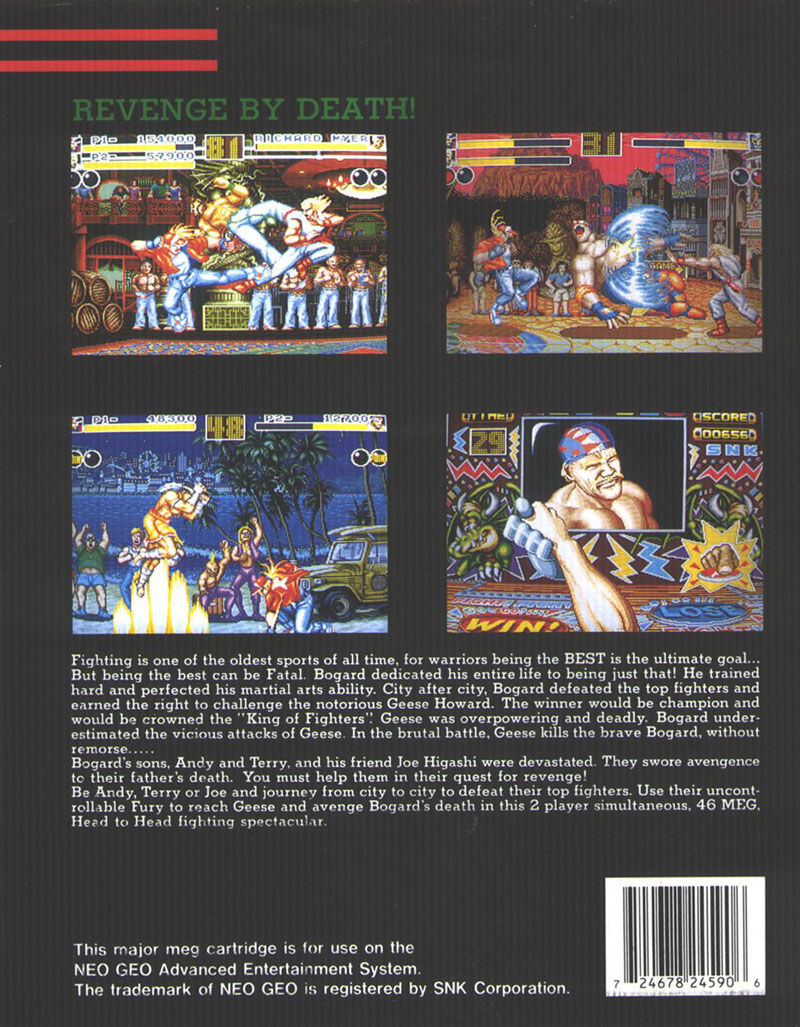 REVENGE BY DEATH!
P1- 154000 81 RICHARD MYER
P2- 57900
31
P1- 48300 48 P2- 12700
TIME SCORE
29 00656
SNK
GAME
WIN! LOSE
Fighting is one of the oldest sports of all time, for warriors being the BEST is the ultimate goal...
But being the best can be Fatal. Bogard dedicated his entire life to being just that! He trained
hard and perfected his martial arts ability. City after city, Bogard defeated the top fighters and
earned the right to challenge the notorious Geese Howard. The winner would be champion and
would be crowned the "King of Fighters". Geese was overpowering and deadly. Bogard under-
estimated the vicious attacks of Geese. In the brutal battle, Geese kills the brave Bogard, without
remorse.....
Bogard's sons, Andy and Terry, and his friend Joe Higashi were devastated. They swore avengence
to their father's death. You must help them in their quest for revenge!
Be Andy, Terry or Joe and journey from city to city to defeat their top fighters. Use their uncont-
rollable Fury to reach Geese and avenge Bogard's death in this 2 player simultaneous, 46 MEG,
Head to Head fighting spectacular.
This major meg cartridge is for use on the
NEO GEO Advanced Entertainment System.
The trademark of NEO GEO is registered by SNK Corporation.
7 24678 24590 6